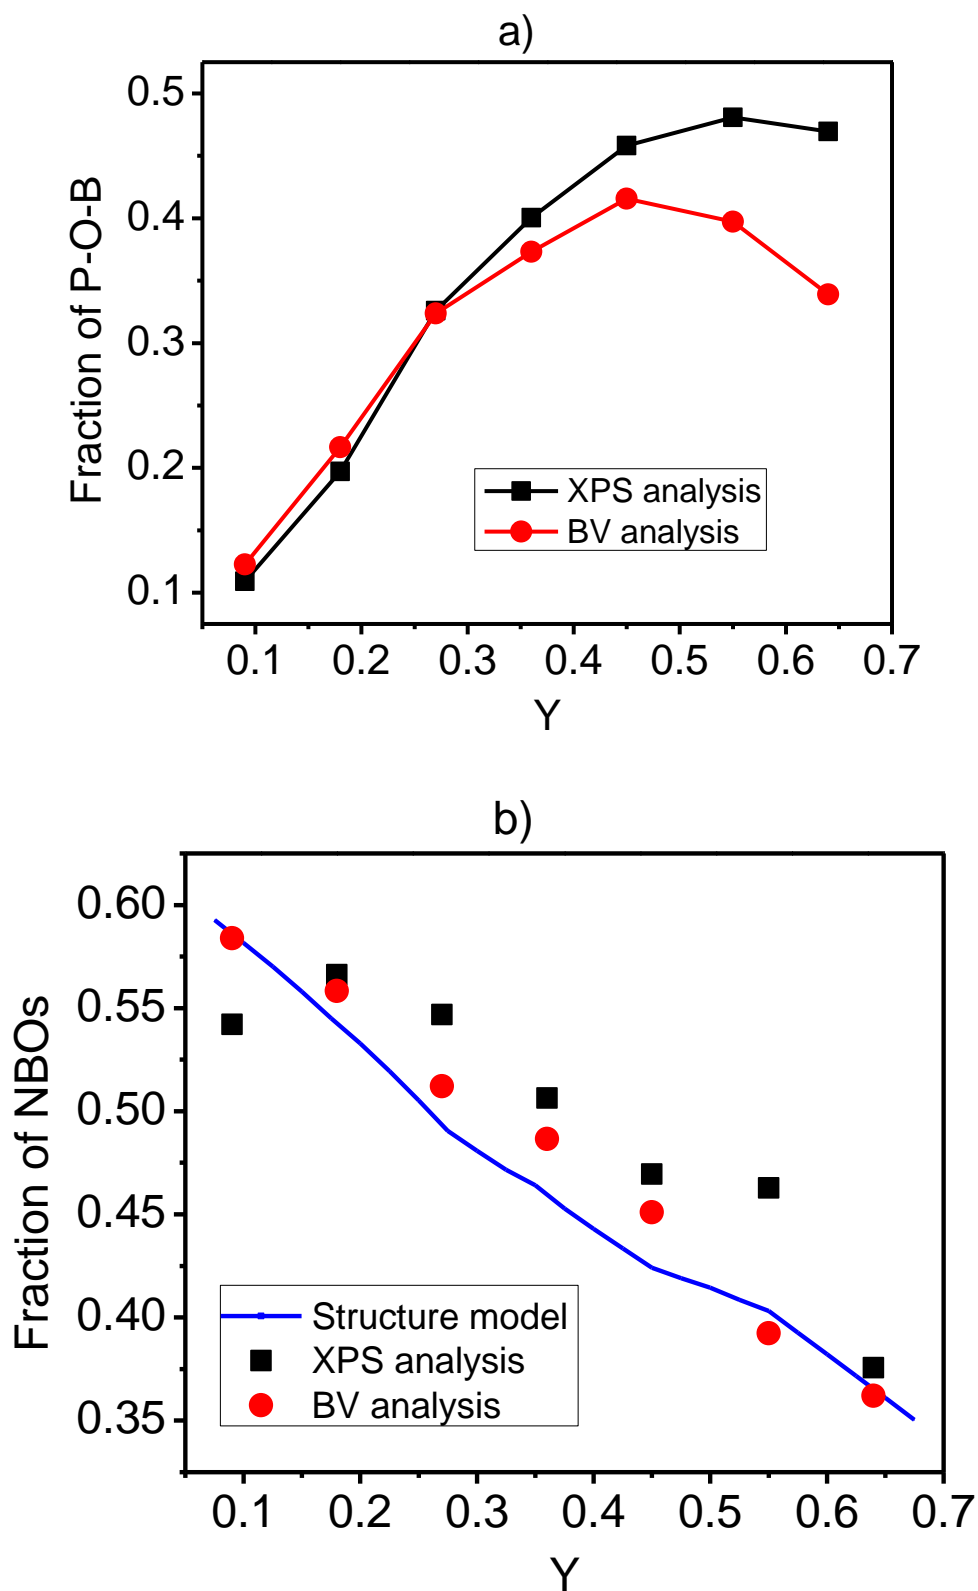 a)
Fraction of P-O-B
0.5
0.4
0.3
0.2
0.1
XPS analysis
BV analysis
0.1 0.2 0.3 0.4 0.5 0.6 0.7
Y
b)
Fraction of NBOs
0.60
0.55
0.50
0.45
0.40
0.35
Structure model
XPS analysis
BV analysis
0.1 0.2 0.3 0.4 0.5 0.6 0.7
Y